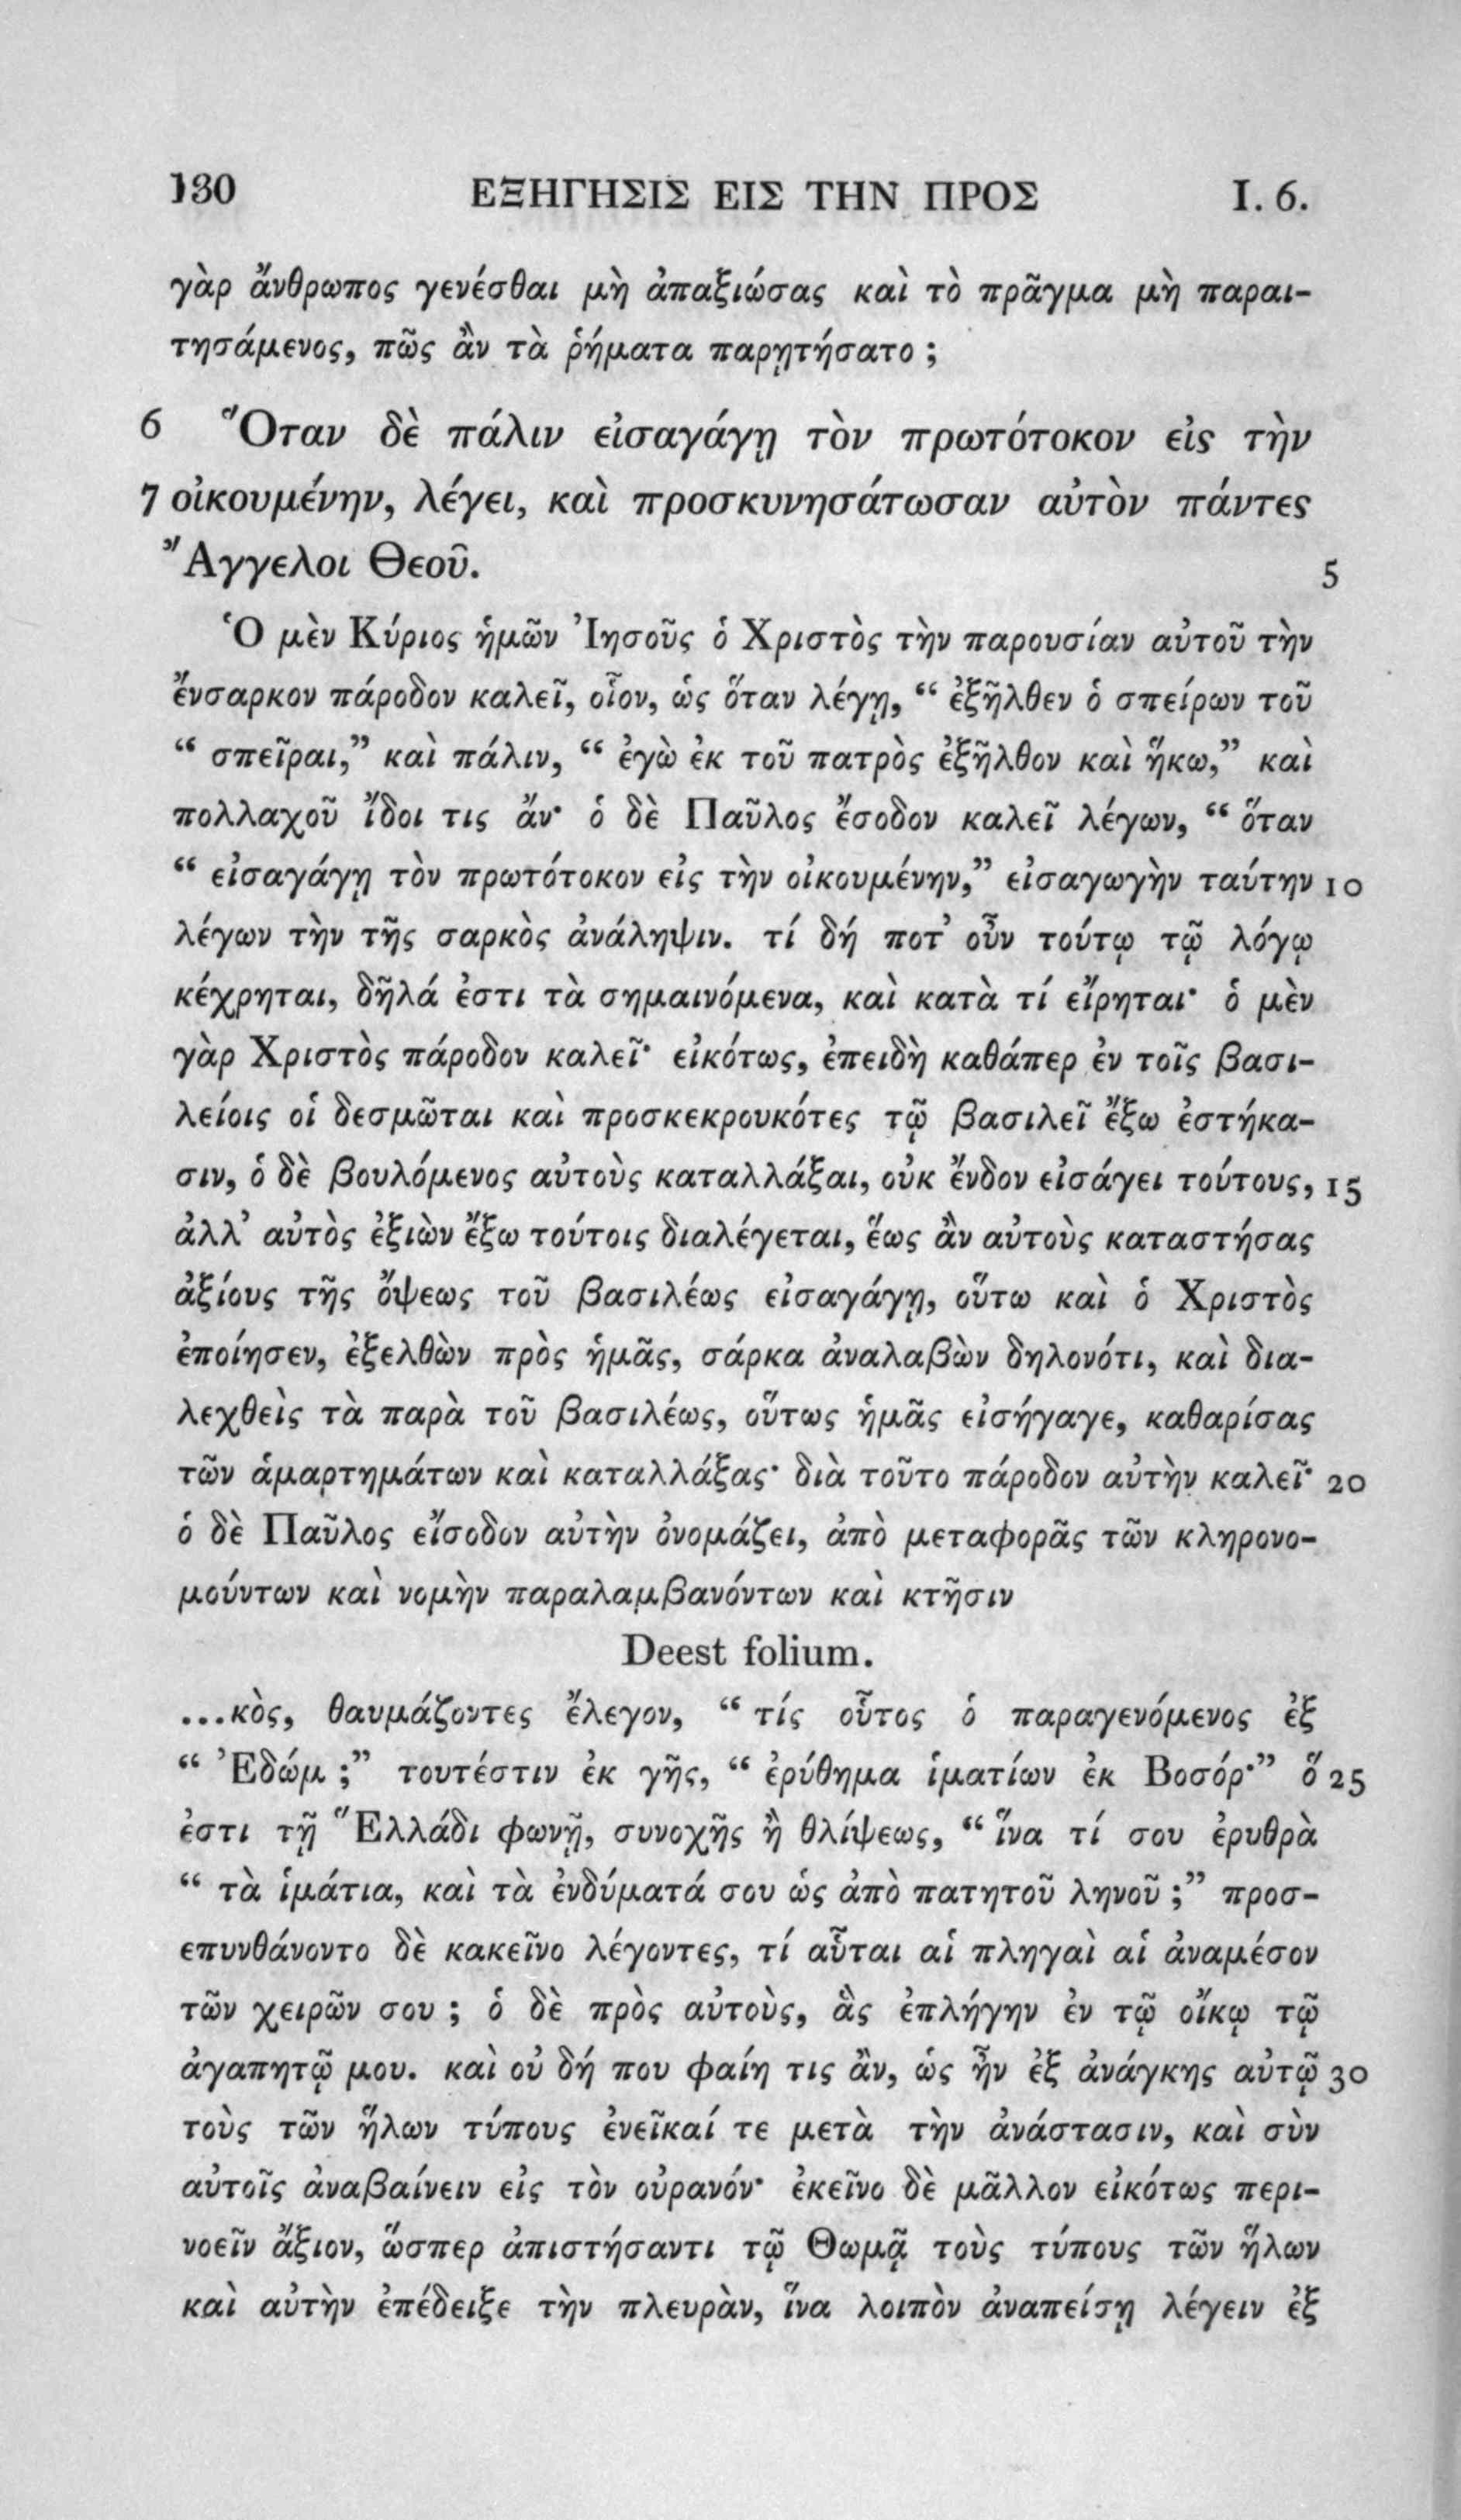 130 ΕΞΗΓΗΣΙΣ ΕΙΣ ΤΗΝ ΠΡΟΣ I. 6.
γὰρ ἄνθρωπος γενέσθαι μὴ ἀπαξιώσας καὶ τὸ πρᾶγμα μὴ παραι-
τησάμενος, πῶς ἂν τὰ ῥήματα παρῃτήσατο ;
6 Ὅταν δὲ πάλιν εἰσαγάγῃ τὸν πρωτότοκον εἰς τὴν
7 οἰκουμένην, λέγει, καὶ προσκυνησάτωσαν αὐτὸν πάντες
Ἄγγελοι Θεοῦ. 5
Ὁ μὲν Κύριος ἡμῶν Ἰησοῦς ὁ Χριστὸς τὴν παρουσίαν αὐτοῦ τὴν
ἔνσαρκον πάροδον καλεῖ, οἷον, ὡς ὅταν λέγῃ, “ ἐξῆλθεν ὁ σπείρων τοῦ
“ σπεῖραι,” καὶ πάλιν, “ ἐγὼ ἐκ τοῦ πατρὸς ἐξῆλθον καὶ ἥκω,” καὶ
πολλαχοῦ ἴδοι τις ἄν· ὁ δὲ Παῦλος ἔσοδον καλεῖ λέγων, “ ὅταν
“ εἰσαγάγῃ τὸν πρωτότοκον εἰς τὴν οἰκουμένην,” εἰσαγωγὴν ταύτην 10
λέγων τὴν τῆς σαρκὸς ἀνάληψιν. τί δή ποτ’ οὖν τούτῳ τῷ λόγῳ
κέχρηται, δῆλά ἐστι τὰ σημαινόμενα, καὶ κατὰ τί εἴρηται· ὁ μὲν
γὰρ Χριστὸς πάροδον καλεῖ· εἰκότως, ἐπειδὴ καθάπερ ἐν τοῖς βασι-
λείοις οἱ δεσμῶται καὶ προσκεκρουκότες τῷ βασιλεῖ ἔξω ἑστήκα-
σιν, ὁ δὲ βουλόμενος αὐτοὺς καταλλάξαι, οὐκ ἔνδον εἰσάγει τούτους, 15
ἀλλ’ αὐτὸς ἐξιὼν ἔξω τούτοις διαλέγεται, ἕως ἂν αὐτοὺς καταστήσας
ἀξίους τῆς ὄψεως τοῦ βασιλέως εἰσαγάγῃ, οὕτω καὶ ὁ Χριστὸς
ἐποίησεν, ἐξελθὼν πρὸς ἡμᾶς, σάρκα ἀναλαβὼν δηλονότι, καὶ δια-
λεχθεὶς τὰ παρὰ τοῦ βασιλέως, οὕτως ἡμᾶς εἰσήγαγε, καθαρίσας
τῶν ἁμαρτημάτων καὶ καταλλάξας· διὰ τοῦτο πάροδον αὐτὴν καλεῖ· 20
ὁ δὲ Παῦλος εἴσοδον αὐτὴν ὀνομάζει, ἀπὸ μεταφορᾶς τῶν κληρονο-
μούντων καὶ νομὴν παραλαμβανόντων καὶ κτῆσιν
Deest folium.
...κὸς, θαυμάζοντες ἔλεγον, “ τίς οὗτος ὁ παραγενόμενος ἐξ
“ Ἐδώμ ;” τουτέστιν ἐκ γῆς, “ ἐρύθημα ἱματίων ἐκ Βοσόρ·” ὅ 25
ἐστι τῇ Ἕλλάδι φωνῇ, συνοχῆς ἢ θλίψεως, “ ἵνα τί σου ἐρυθρὰ
“ τὰ ἱμάτια, καὶ τὰ ἐνδύματά σου ὡς ἀπὸ πατητοῦ ληνοῦ ;” προσ-
επυνθάνοντο δὲ κακεῖνο λέγοντες, τί αὗται αἱ πληγαὶ αἱ ἀναμέσον
τῶν χειρῶν σου ; ὁ δὲ πρὸς αὐτοὺς, ἃς ἐπλήγην ἐν τῷ οἴκῳ τῷ
ἀγαπητῷ μου. καὶ οὐ δή που φαίη τις ἂν, ὡς ἦν ἐξ ἀνάγκης αὐτῷ 30
τοὺς τῶν ἥλων τύπους ἐνεῖκαί τε μετὰ τὴν ἀνάστασιν, καὶ σὺν
αὐτοῖς ἀναβαίνειν εἰς τὸν οὐρανόν· ἐκεῖνο δὲ μᾶλλον εἰκότως περι-
νοεῖν ἄξιον, ὥσπερ ἀπιστήσαντι τῷ Θωμᾷ τοὺς τύπους τῶν ἥλων
καὶ αὐτὴν ἐπέδειξε τὴν πλευρὰν, ἵνα λοιπὸν ἀναπείσῃ λέγειν ἐξ